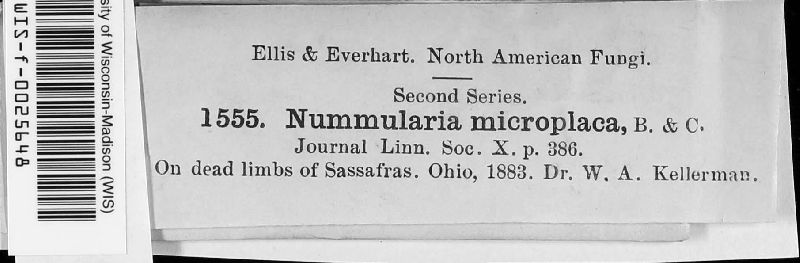 Ellis & Everhart. North American Fungi.
Second Series.
1555. Nummularia microplaca, B. & C.
Journal Linn. Soc. X. p. 386.
On dead limbs of Sassafras. Ohio, 1883. Dr. W. A. Kellerman.
sity of Wisconsin-Madison (WIS)
WIS-f-0025648